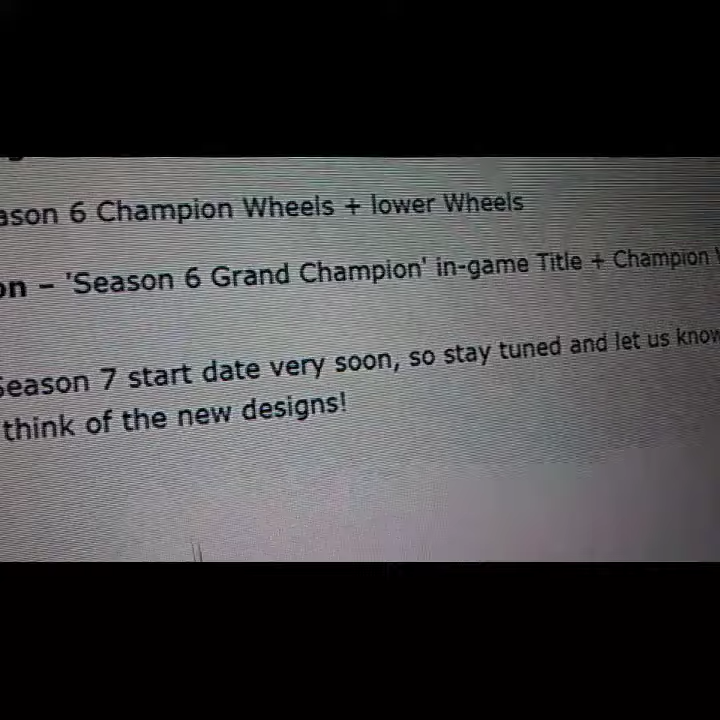 ason 6 Champion Wheels + lower Wheels
on – 'Season 6 Grand Champion' in-game Title + Champion
Season 7 start date very soon, so stay tuned and let us know
think of the new designs!